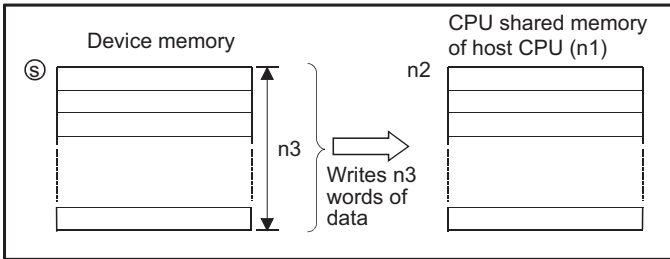 Device memory
CPU shared memory
of host CPU (n1)
Ⓢ
n2
n3
Writes n3
words of
data